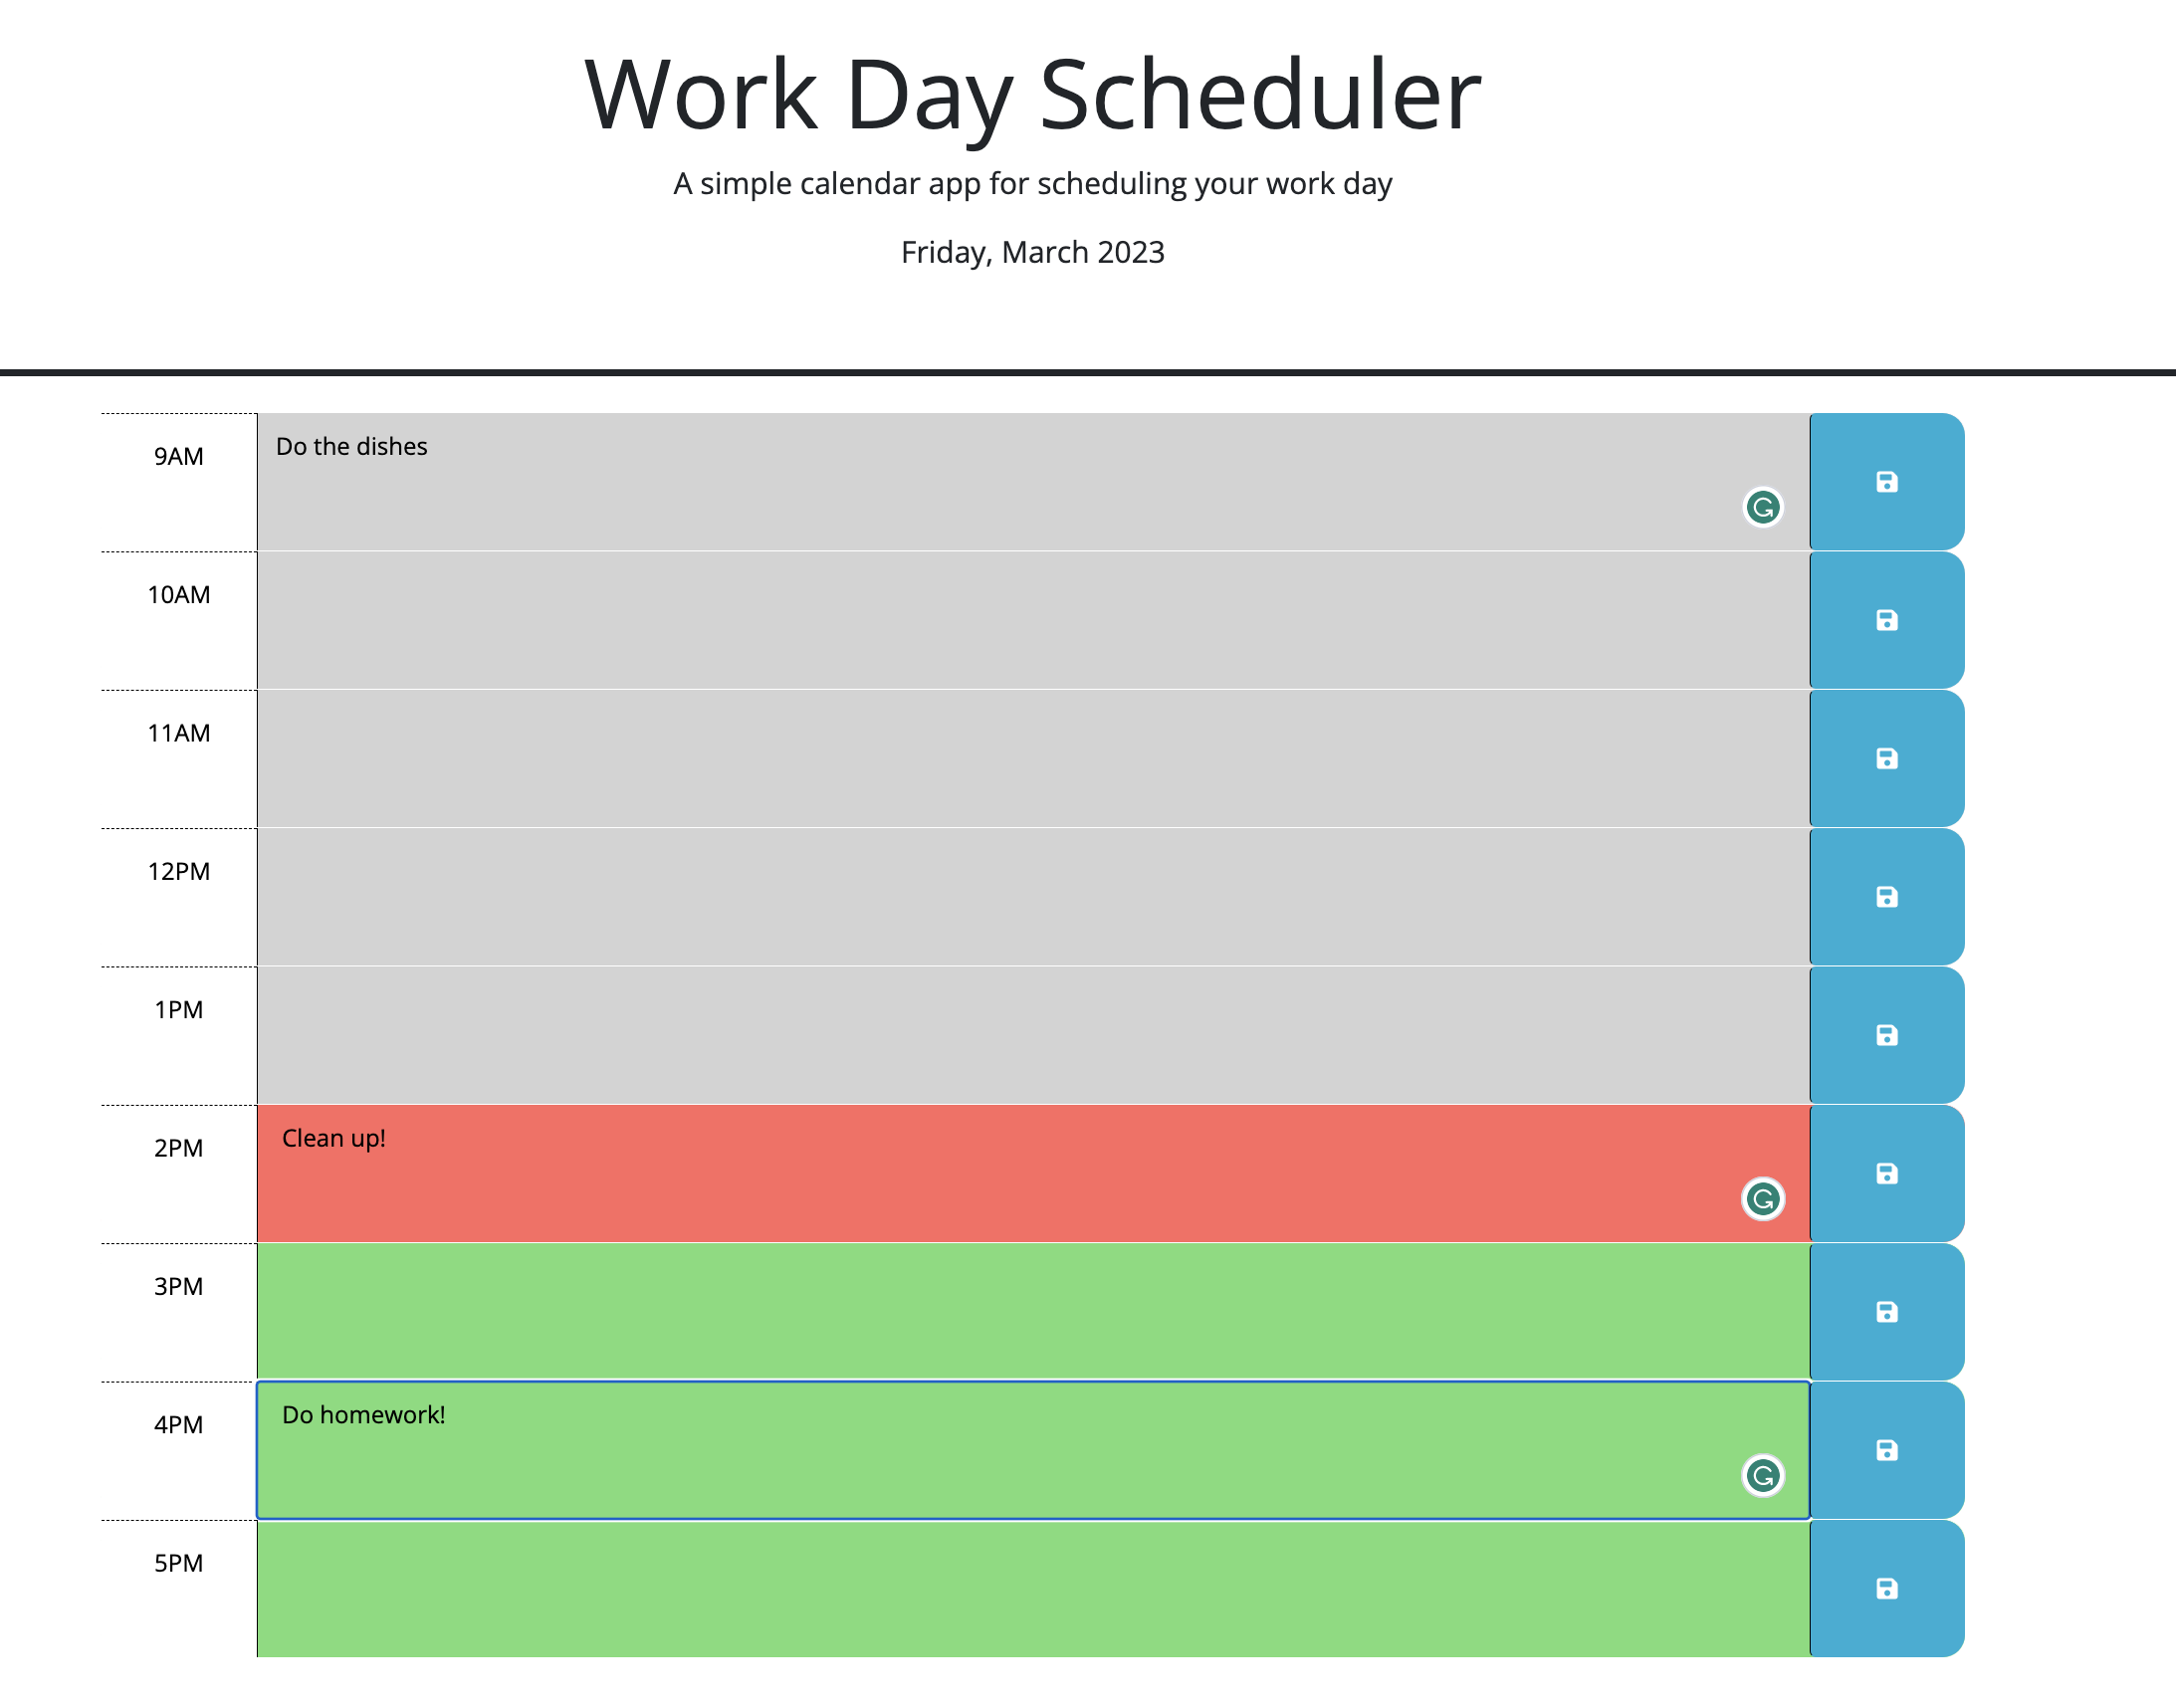 Work Day Scheduler
A simple calendar app for scheduling your work day
Friday, March 2023
9AM
Do the dishes
10AM
11AM
12PM
1PM
2PM
Clean up!
3PM
4PM
Do homework!
5PM